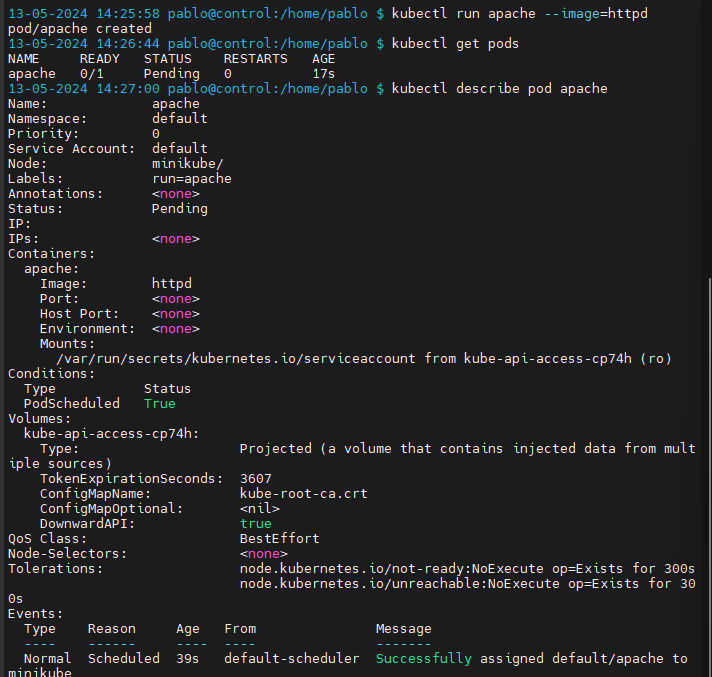 13-05-2024 14:25:58 pablo@control:/home/pablo $ kubectl run apache --image=httpd
pod/apache created
13-05-2024 14:26:44 pablo@control:/home/pablo $ kubectl get pods
NAME     READY   STATUS    RESTARTS   AGE
apache   0/1     Pending   0          17s
13-05-2024 14:27:00 pablo@control:/home/pablo $ kubectl describe pod apache
Name:             apache
Namespace:        default
Priority:         0
Service Account:  default
Node:             minikube/
Labels:           run=apache
Annotations:      <none>
Status:           Pending
IP:
IPs:              <none>
Containers:
  apache:
    Image:        httpd
    Port:         <none>
    Host Port:    <none>
    Environment:  <none>
    Mounts:
      /var/run/secrets/kubernetes.io/serviceaccount from kube-api-access-cp74h (ro)
Conditions:
  Type           Status
  PodScheduled   True
Volumes:
  kube-api-access-cp74h:
    Type:                    Projected (a volume that contains injected data from mult
iple sources)
    TokenExpirationSeconds:  3607
    ConfigMapName:           kube-root-ca.crt
    ConfigMapOptional:       <nil>
    DownwardAPI:             true
QoS Class:                   BestEffort
Node-Selectors:              <none>
Tolerations:                 node.kubernetes.io/not-ready:NoExecute op=Exists for 300s
                             node.kubernetes.io/unreachable:NoExecute op=Exists for 30
0s
Events:
  Type    Reason     Age   From               Message
  ----    ------     ----  ----               -------
  Normal  Scheduled  39s   default-scheduler  Successfully assigned default/apache to
minikube